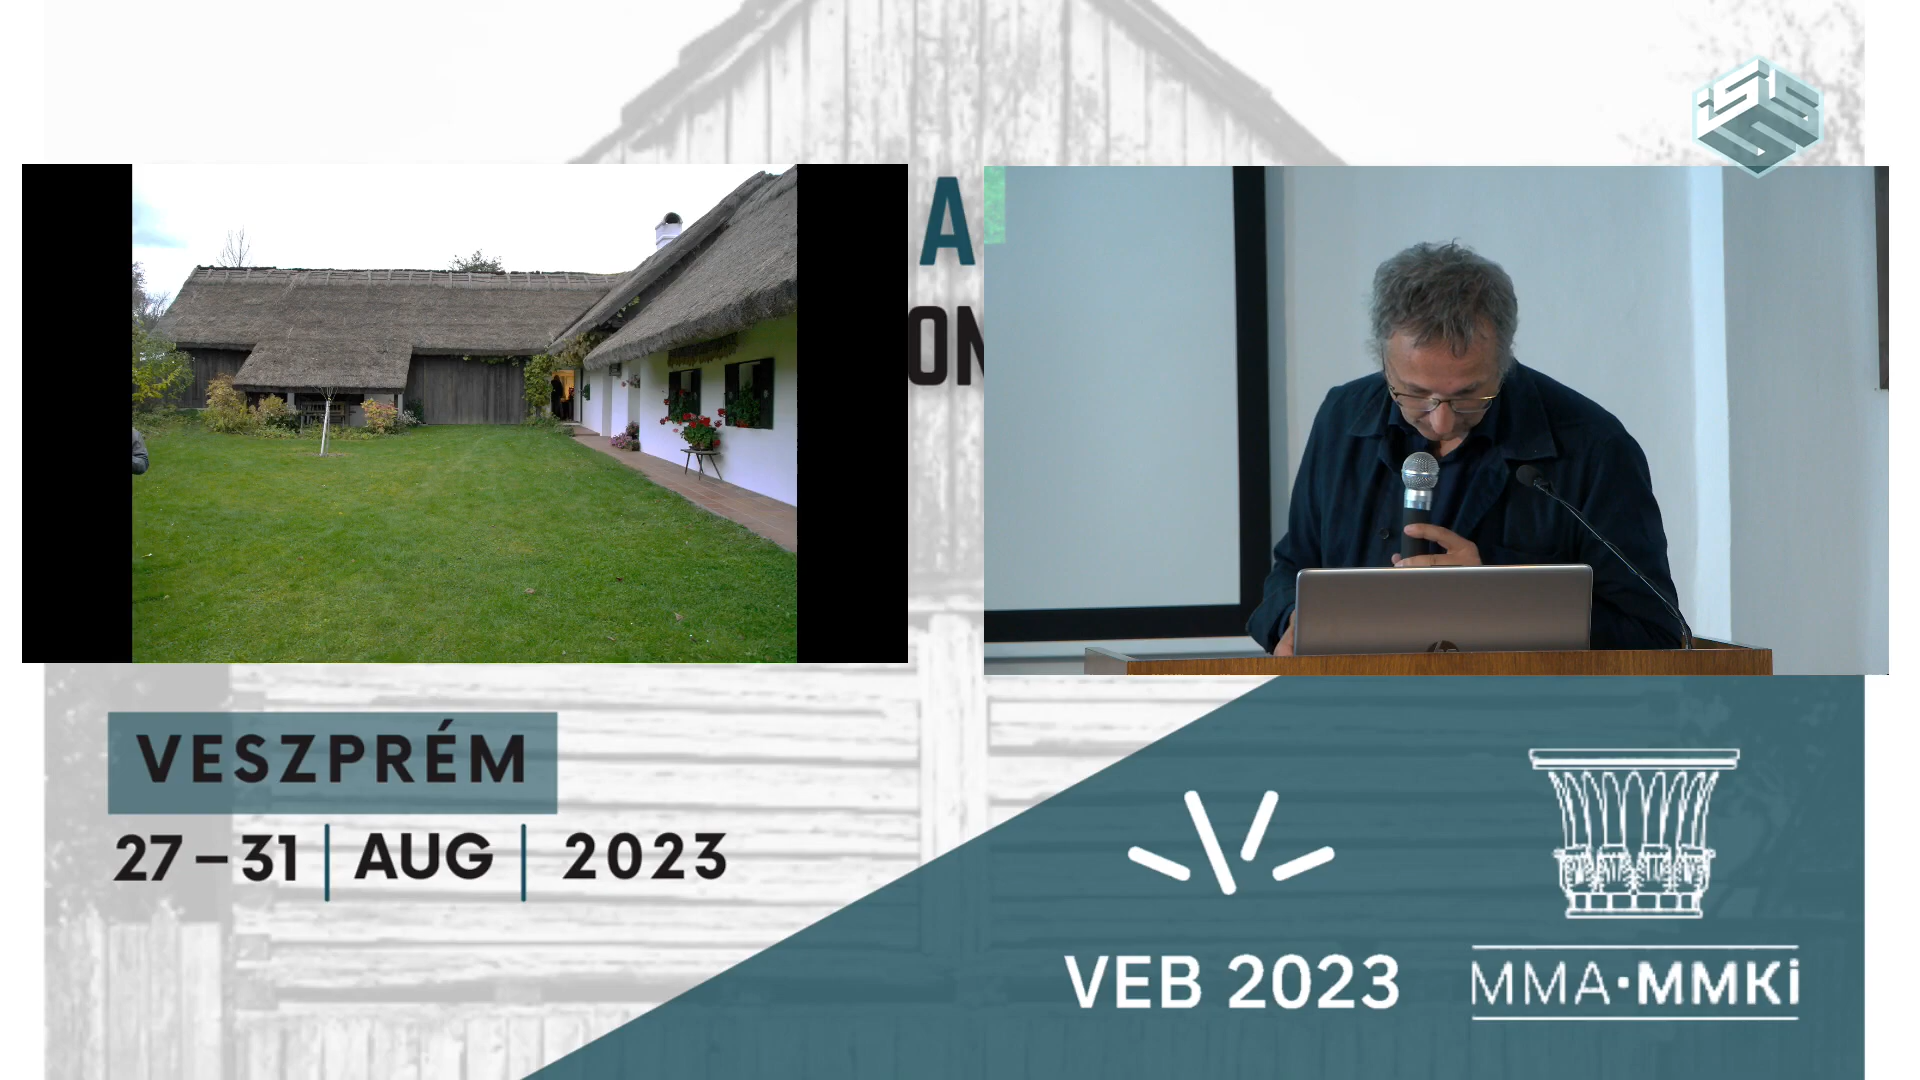 A
ON
VESZPRÉM
27–31 | AUG | 2023
VEB 2023
MMA·MMKi